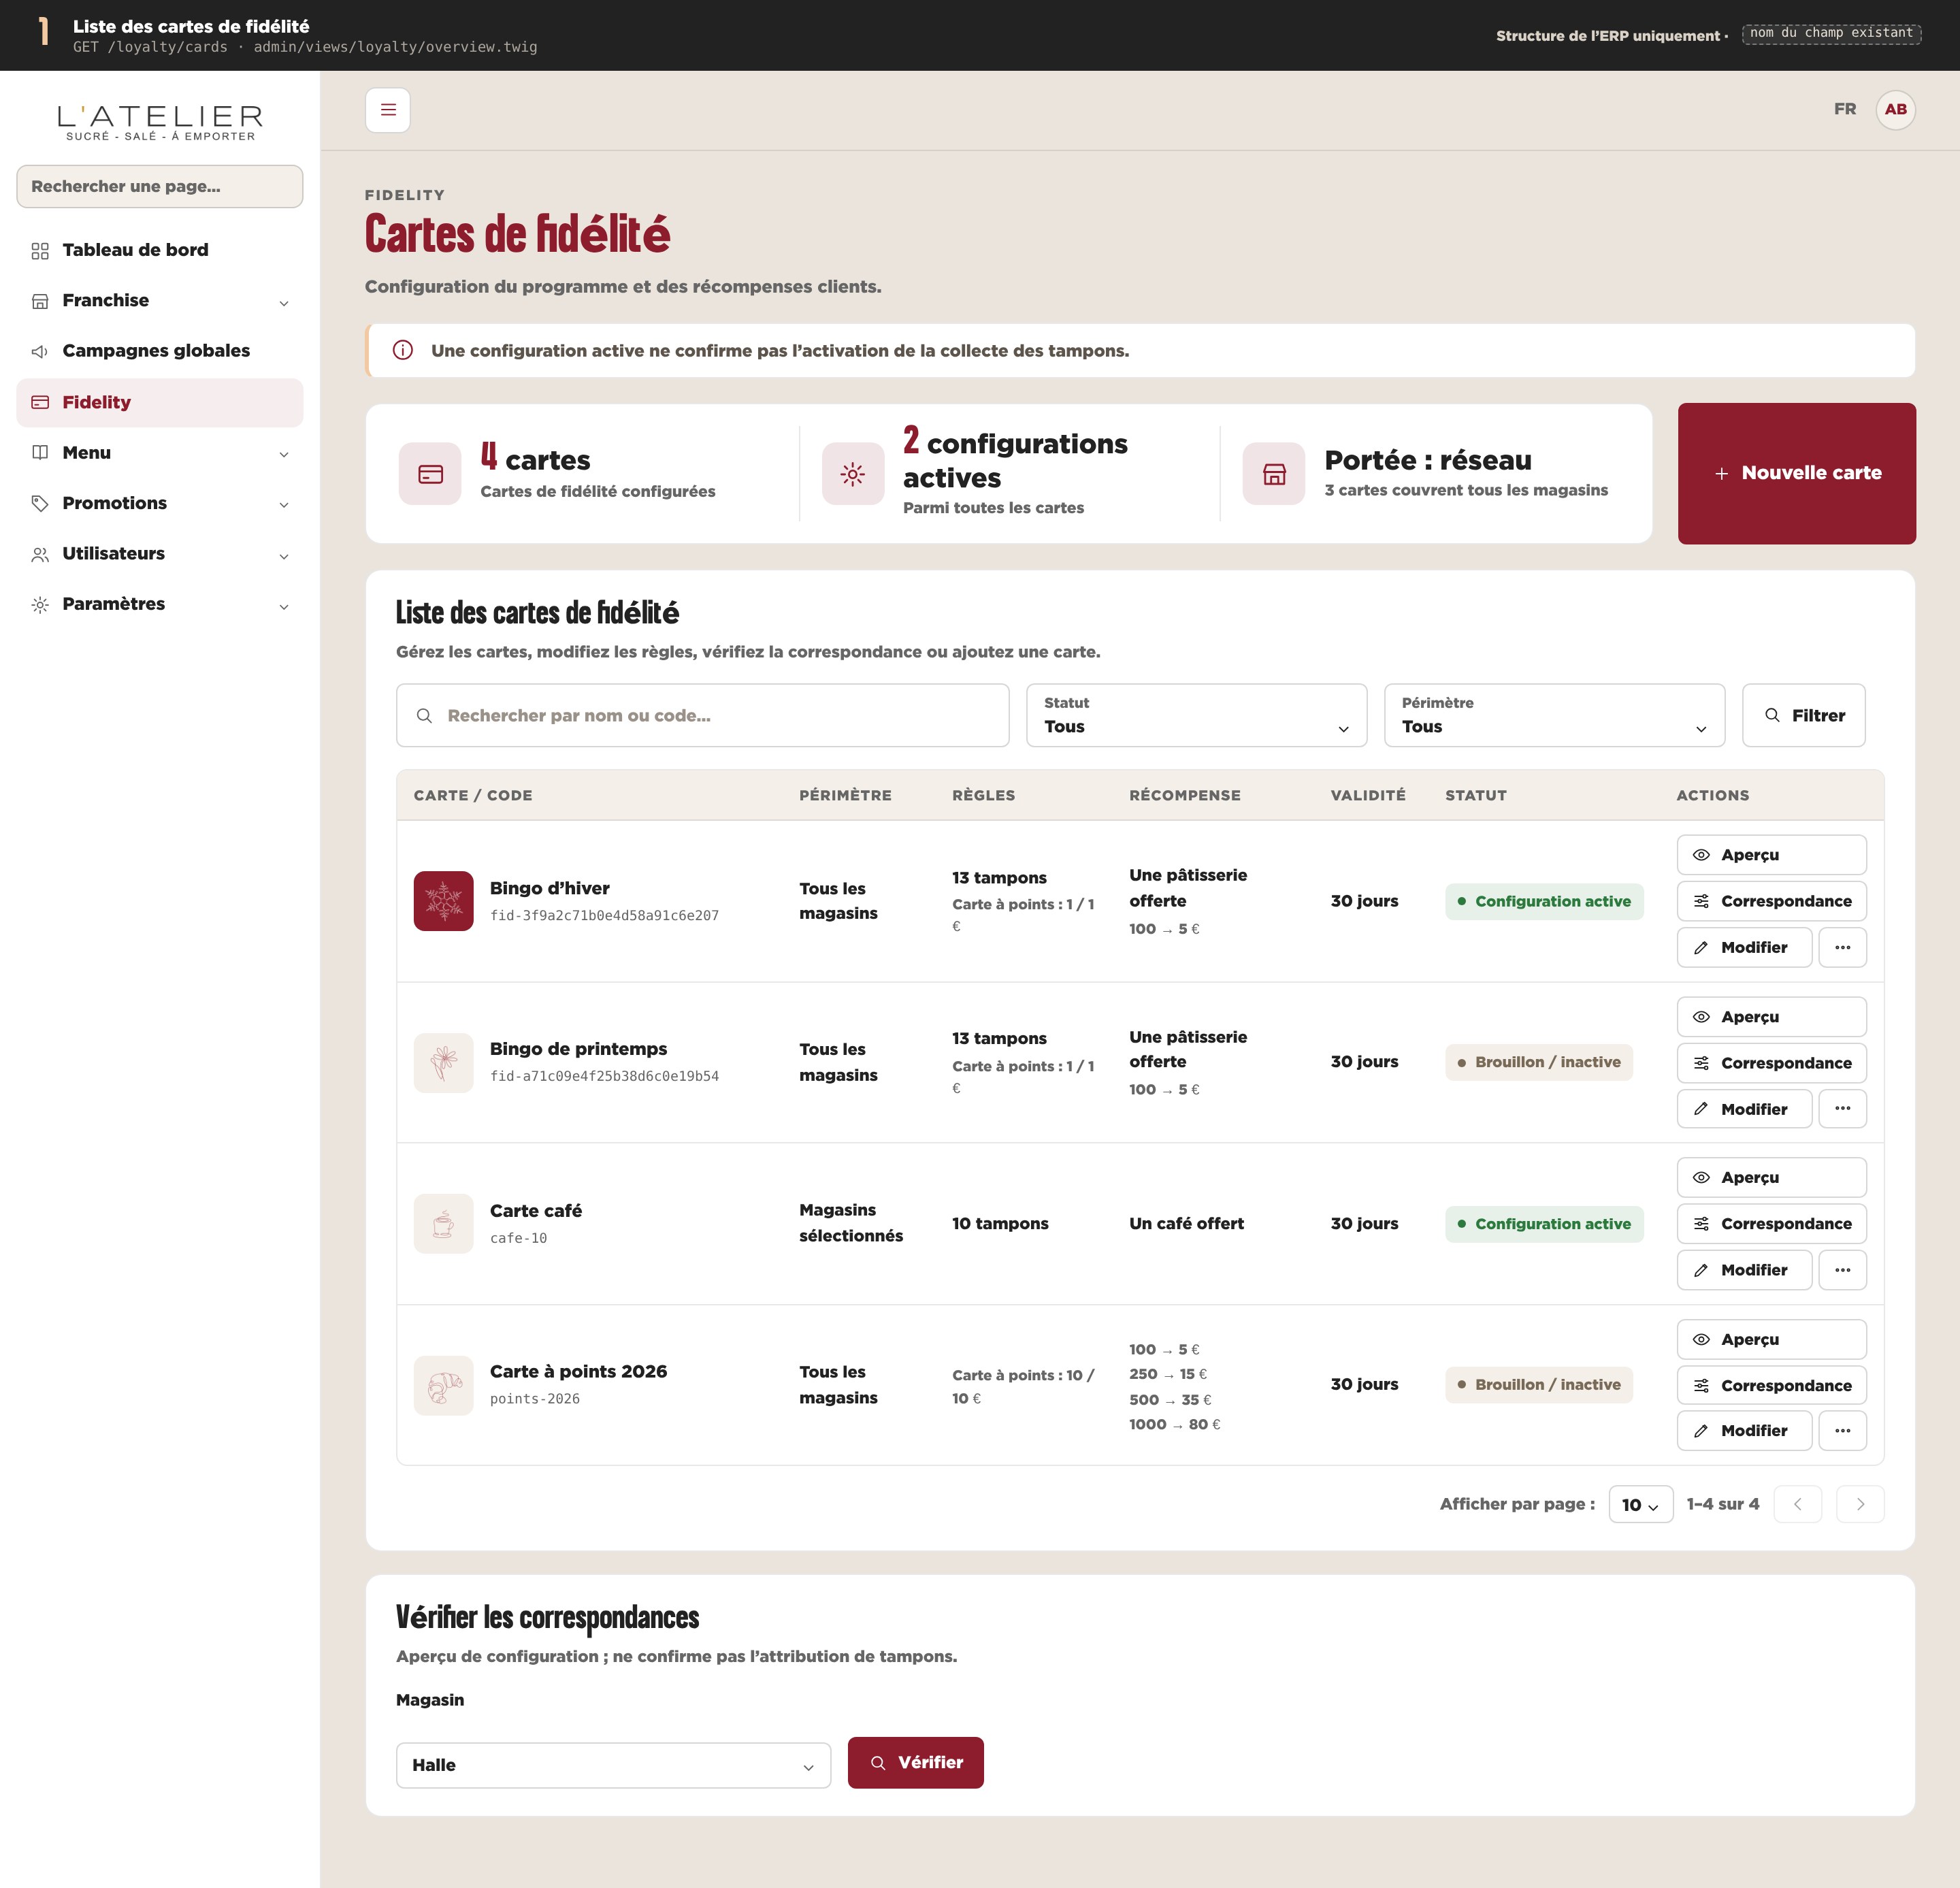 1
Liste des cartes de fidélité
GET /loyalty/cards · admin/views/loyalty/overview.twig
Structure de l’ERP uniquement · nom du champ existant
L'ATELIER
SUCRÉ - SALÉ - Á EMPORTER
Rechercher une page…
Tableau de bord
Franchise
Campagnes globales
Fidelity
Menu
Promotions
Utilisateurs
Paramètres
FR AB
FIDELITY
Cartes de fidélité
Configuration du programme et des récompenses clients.
Une configuration active ne confirme pas l’activation de la collecte des tampons.
4 cartes
Cartes de fidélité configurées
2 configurations
actives
Parmi toutes les cartes
Portée : réseau
3 cartes couvrent tous les magasins
+ Nouvelle carte
Liste des cartes de fidélité
Gérez les cartes, modifiez les règles, vérifiez la correspondance ou ajoutez une carte.
Rechercher par nom ou code…
Statut
Tous
Périmètre
Tous
Filtrer
CARTE / CODE PÉRIMÈTRE RÈGLES RÉCOMPENSE VALIDITÉ STATUT ACTIONS
Bingo d’hiver
fid-3f9a2c71b0e4d58a91c6e207
Tous les
magasins
13 tampons
Carte à points : 1 / 1
€
Une pâtisserie
offerte
100 → 5 €
30 jours
Configuration active
Aperçu
Correspondance
Modifier ···
Bingo de printemps
fid-a71c09e4f25b38d6c0e19b54
Tous les
magasins
13 tampons
Carte à points : 1 / 1
€
Une pâtisserie
offerte
100 → 5 €
30 jours
Brouillon / inactive
Aperçu
Correspondance
Modifier ···
Carte café
cafe-10
Magasins
sélectionnés
10 tampons
Un café offert
30 jours
Configuration active
Aperçu
Correspondance
Modifier ···
Carte à points 2026
points-2026
Tous les
magasins
Carte à points : 10 /
10 €
100 → 5 €
250 → 15 €
500 → 35 €
1000 → 80 €
30 jours
Brouillon / inactive
Aperçu
Correspondance
Modifier ···
Afficher par page : 10 1–4 sur 4
Vérifier les correspondances
Aperçu de configuration ; ne confirme pas l’attribution de tampons.
Magasin
Halle
Vérifier